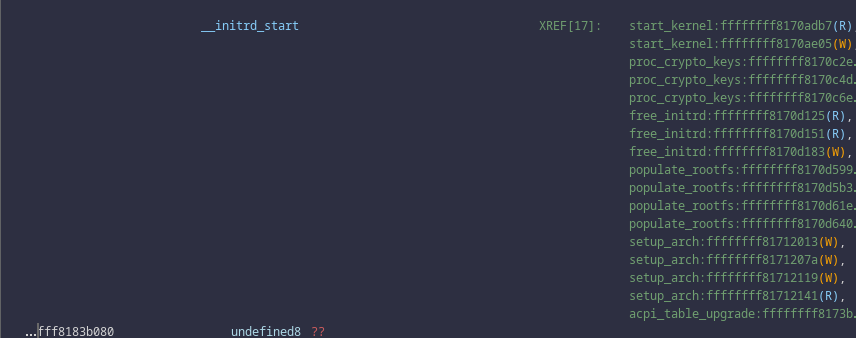 __initrd_start XREF[17]: start_kernel:ffffffff8170adb7(R),
start_kernel:ffffffff8170ae05(W),
proc_crypto_keys:ffffffff8170c2e…
proc_crypto_keys:ffffffff8170c4d…
proc_crypto_keys:ffffffff8170c6e…
free_initrd:ffffffff8170d125(R),
free_initrd:ffffffff8170d151(R),
free_initrd:ffffffff8170d183(W),
populate_rootfs:ffffffff8170d599…
populate_rootfs:ffffffff8170d5b3…
populate_rootfs:ffffffff8170d61e…
populate_rootfs:ffffffff8170d640…
setup_arch:ffffffff81712013(W),
setup_arch:ffffffff8171207a(W),
setup_arch:ffffffff81712119(W),
setup_arch:ffffffff81712141(R),
acpi_table_upgrade:ffffffff8173b…
…fff8183b080 undefined8 ??